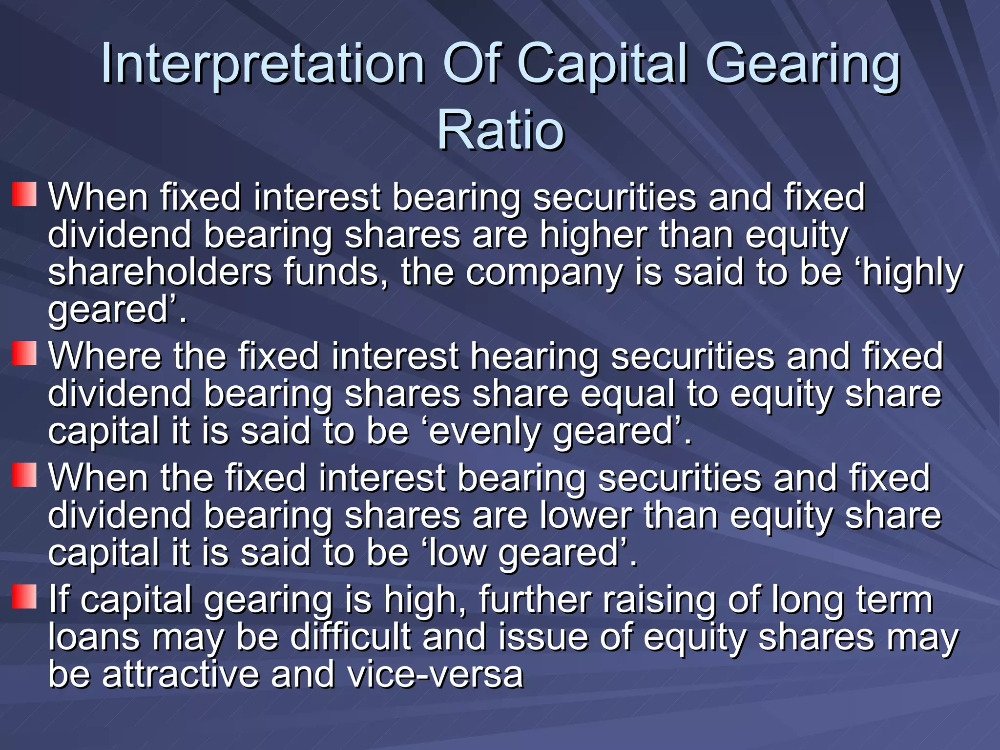 Interpretation Of Capital Gearing
Ratio
When fixed interest bearing securities and fixed
dividend bearing shares are higher than equity
shareholders funds, the company is said to be ‘highly
geared’.
Where the fixed interest hearing securities and fixed
dividend bearing shares share equal to equity share
capital it is said to be ‘evenly geared’.
When the fixed interest bearing securities and fixed
dividend bearing shares are lower than equity share
capital it is said to be ‘low geared’.
If capital gearing is high, further raising of long term
loans may be difficult and issue of equity shares may
be attractive and vice-versa